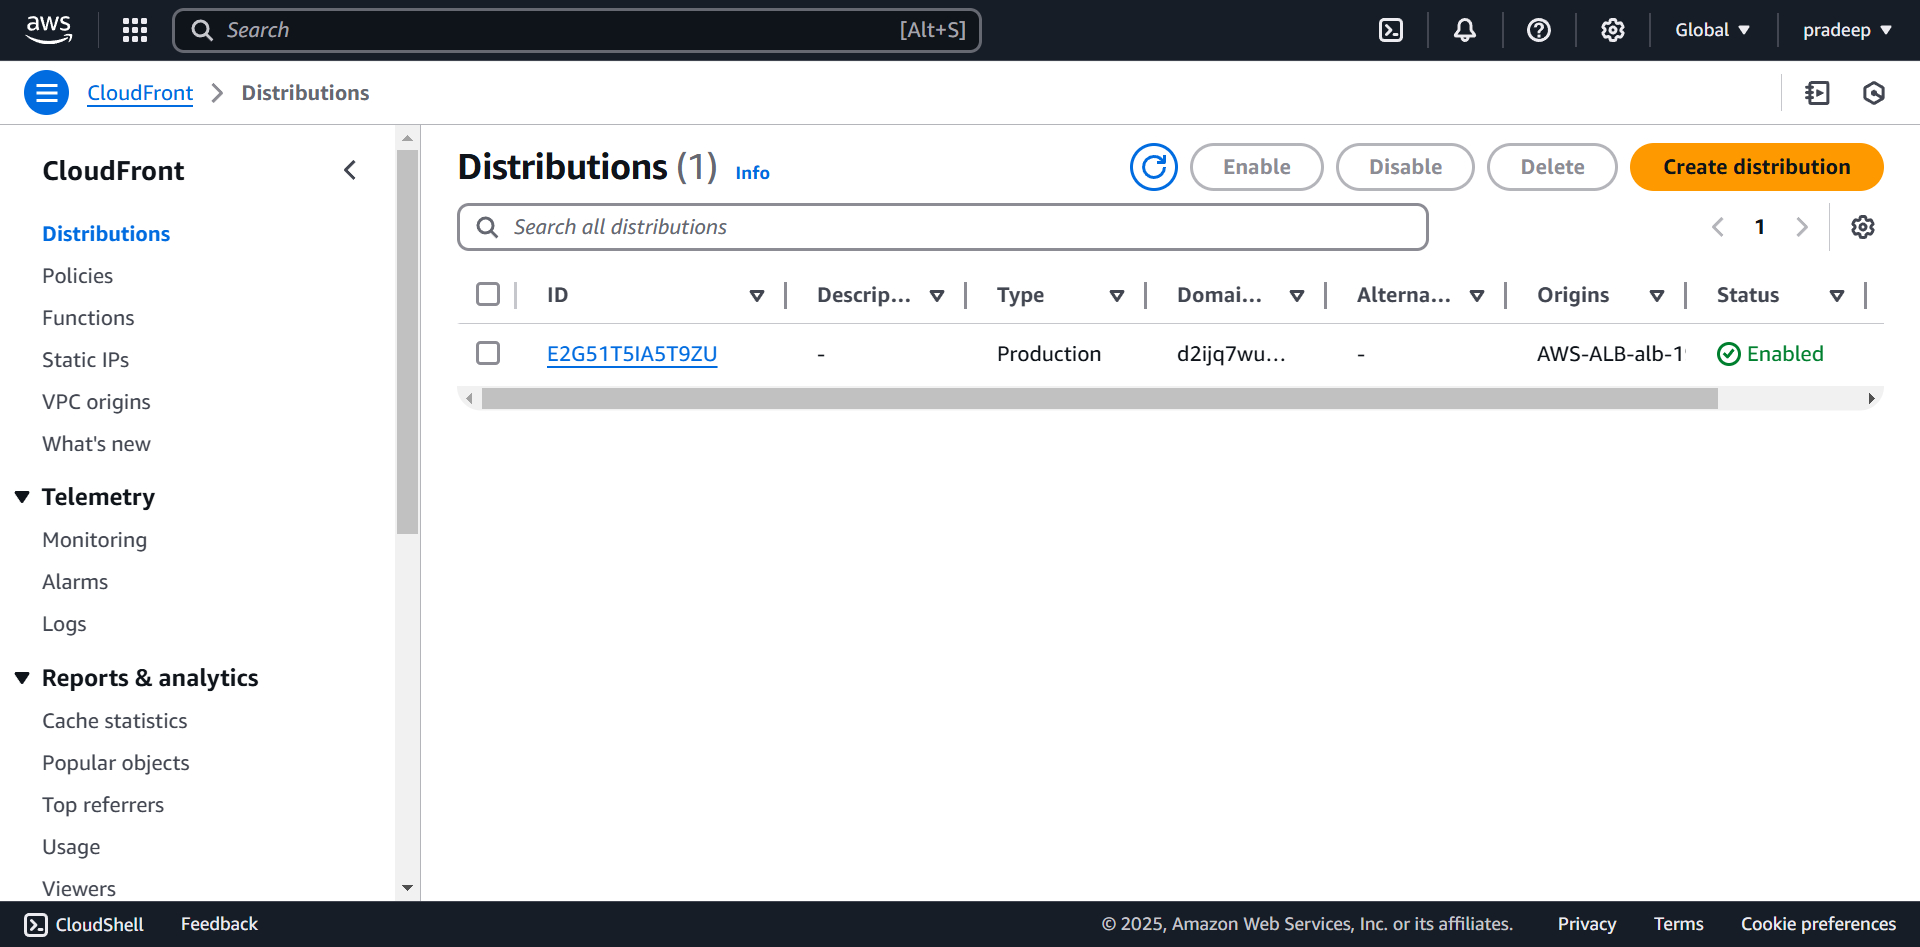 aws
Search [Alt+S]
Global
pradeep
CloudFront
Distributions
CloudFront
Distributions
Policies
Functions
Static IPs
VPC origins
What's new
Telemetry
Monitoring
Alarms
Logs
Reports & analytics
Cache statistics
Popular objects
Top referrers
Usage
Viewers
Distributions (1) Info
Enable
Disable
Delete
Create distribution
Search all distributions
1
ID Descrip... Type Domai... Alterna... Origins Status
E2G51T5IA5T9ZU - Production d2ijq7wu... - AWS-ALB-alb-1 Enabled
CloudShell Feedback © 2025, Amazon Web Services, Inc. or its affiliates. Privacy Terms Cookie preferences